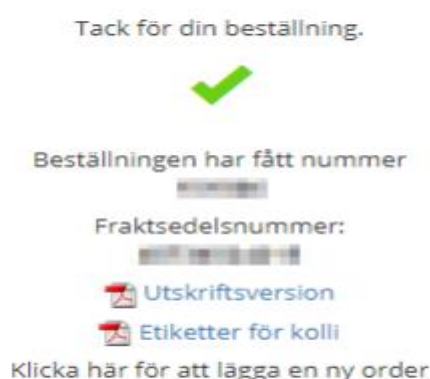 Tack för din beställning.
Beställningen har fått nummer
Fraktsedelsnummer:
Utskriftsversion
Etiketter för kolli
Klicka här för att lägga en ny order